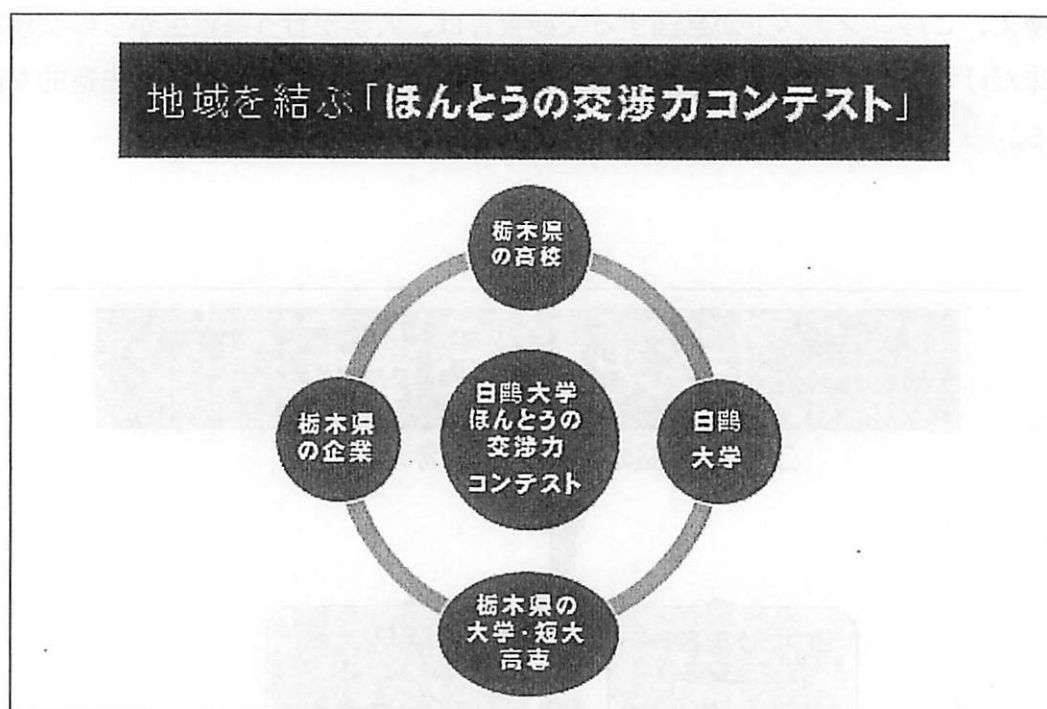 地域を結ぶ「ほんとうの交渉力コンテスト」
栃木県
の高校
栃木県
の企業
白鷗大学
ほんとうの
交渉力
コンテスト
白鷗
大学
栃木県の
大学・短大
高専